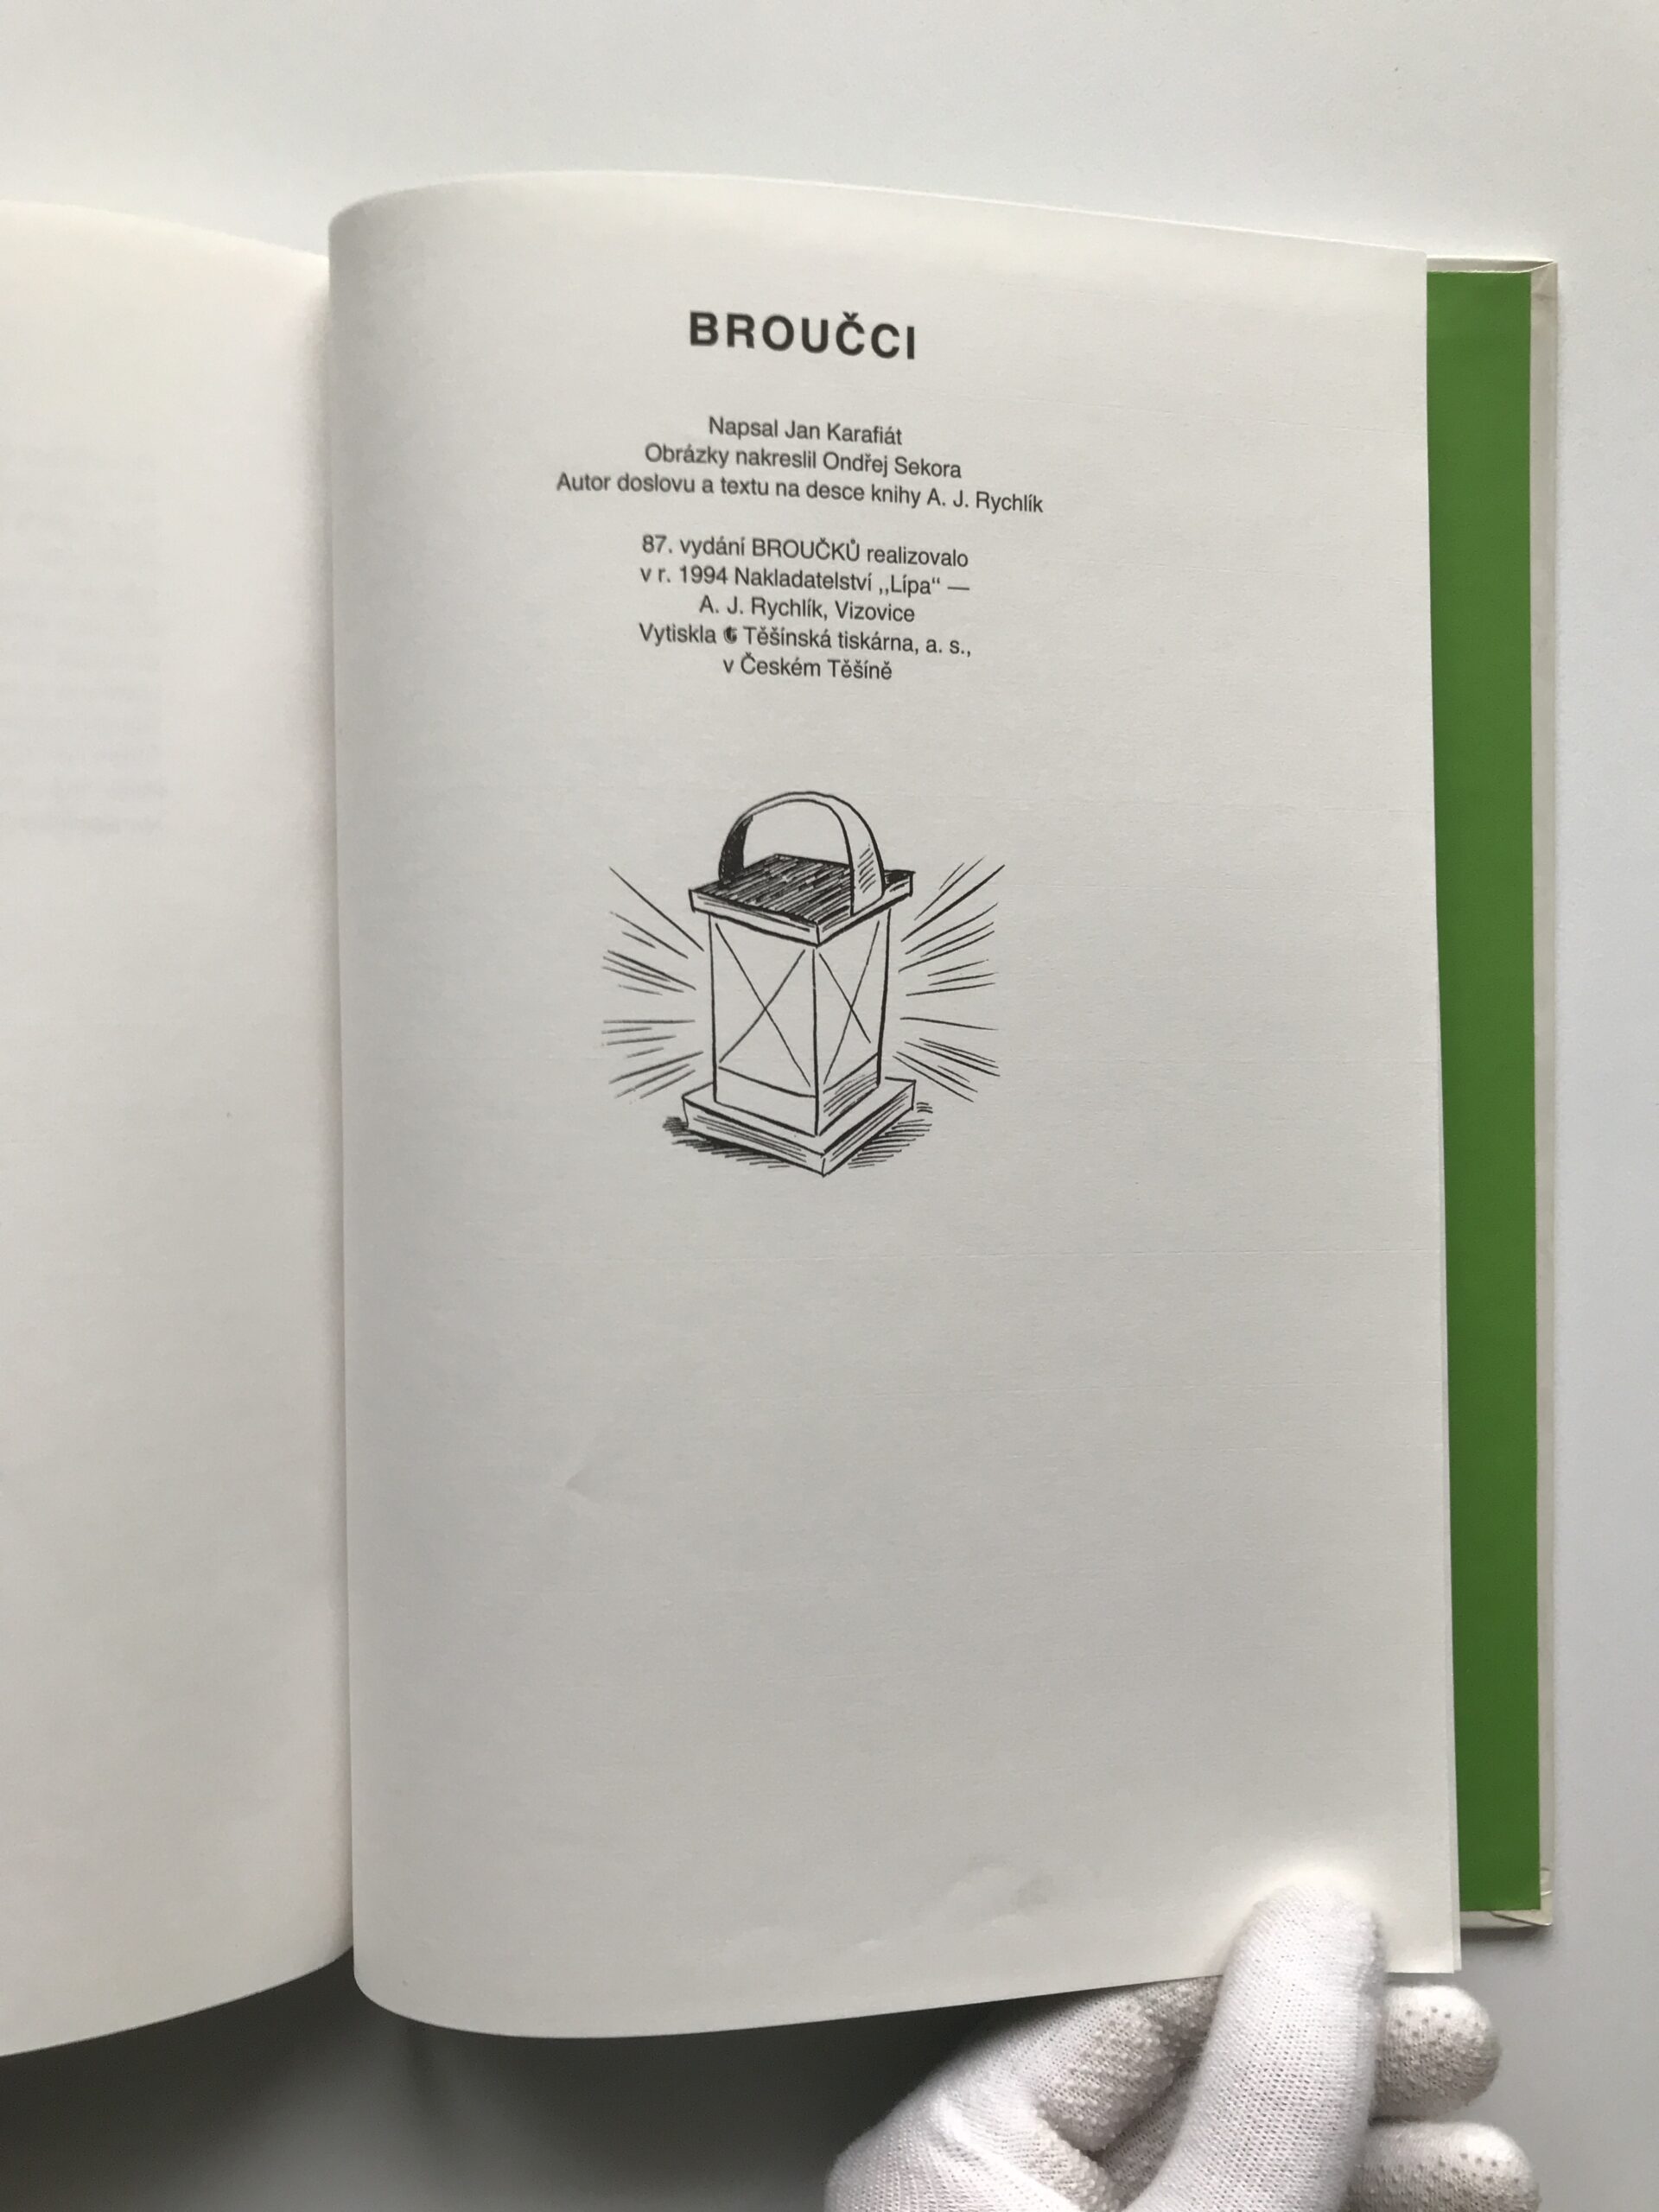 BROUČCI
Napsal Jan Karafiát
Obrázky nakreslil Ondřej Sekora
Autor doslovu a textu na desce knihy A. J. Rychlík
87. vydání BROUČKŮ realizovalo
v r. 1994 Nakladatelství „Lípa“ —
A. J. Rychlík, Vizovice
Vytiskla Těšínská tiskárna, a. s.,
v Českém Těšíně